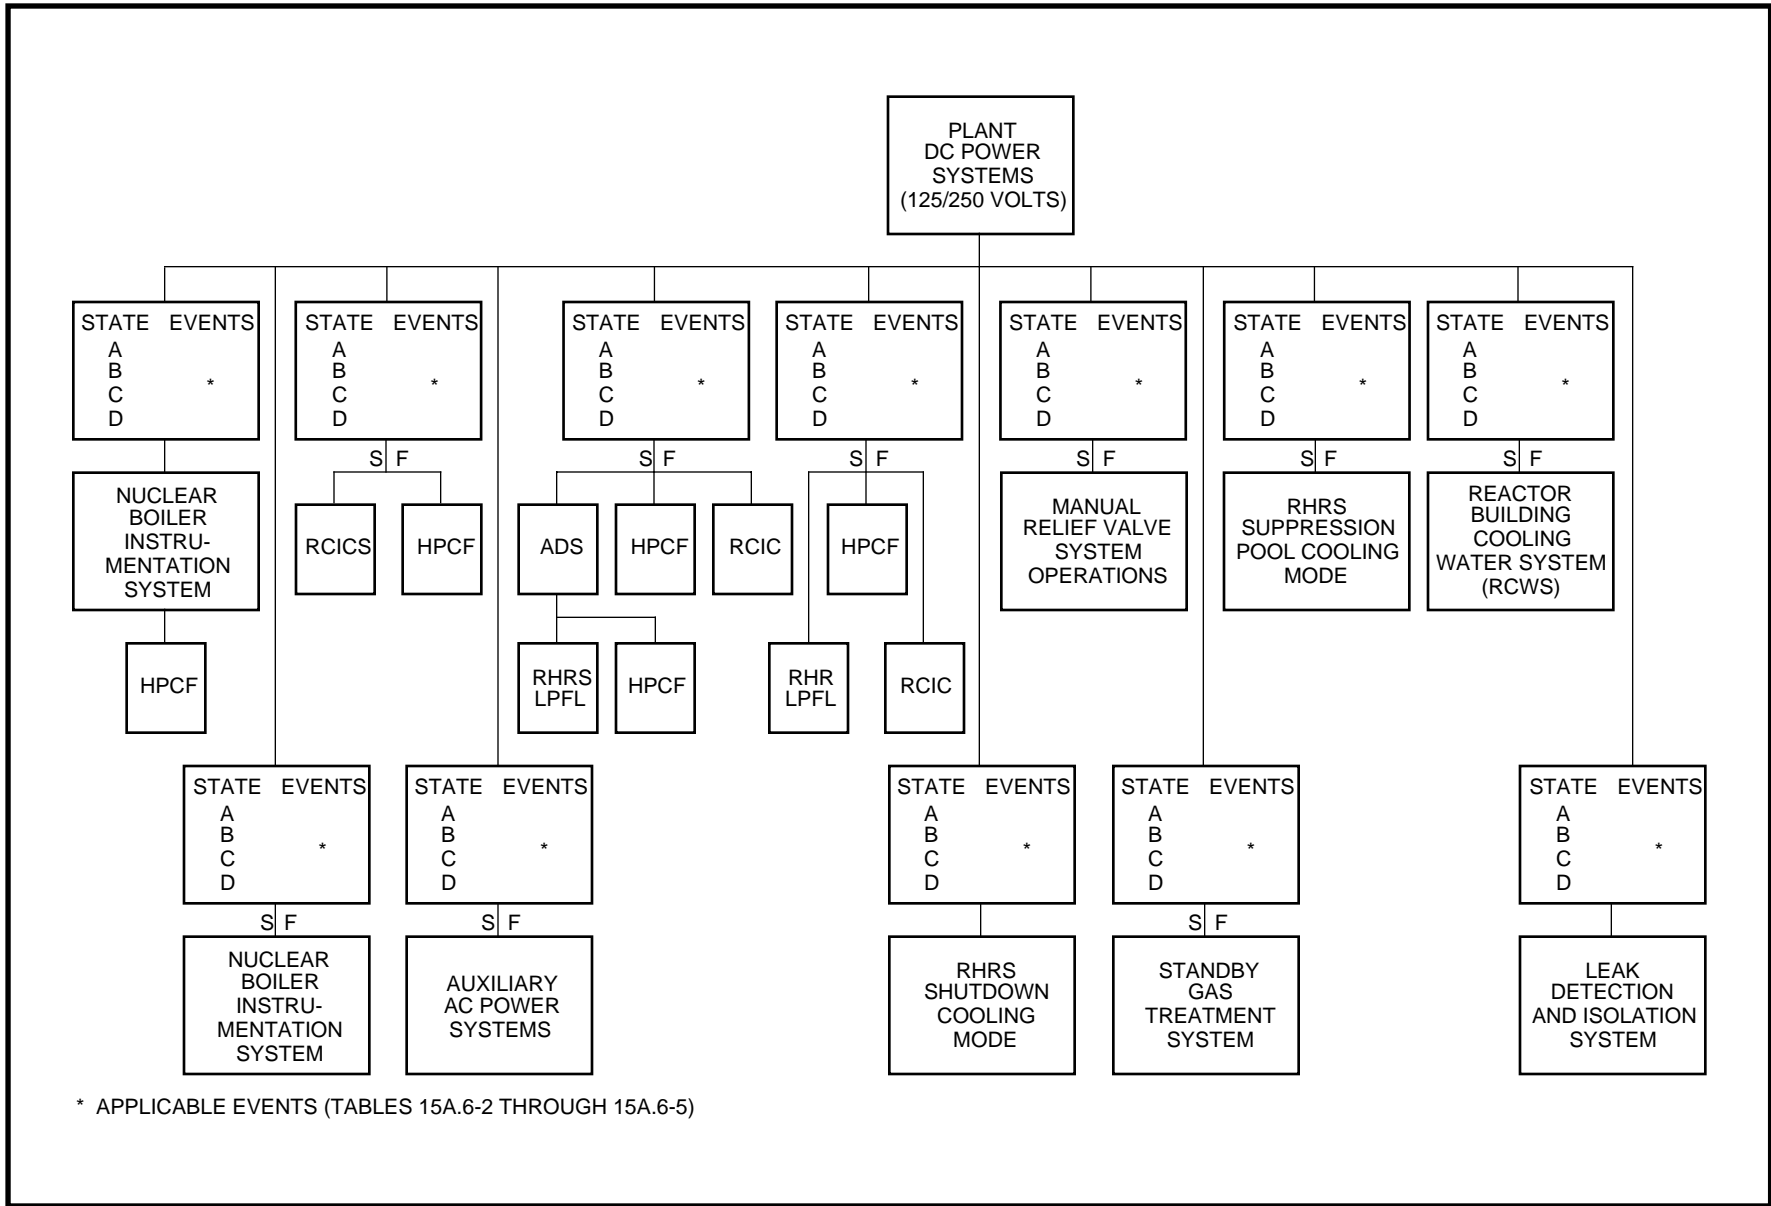 PLANT
DC POWER
SYSTEMS
(125/250 VOLTS)
STATE EVENTS
A
B
C
D
*
NUCLEAR
BOILER
INSTRU-
MENTATION
SYSTEM
HPCF
STATE EVENTS
A
B
C
D
*
S F
RCICS
HPCF
STATE EVENTS
A
B
C
D
*
S F
ADS
HPCF
RCIC
RHRS
LPFL
HPCF
STATE EVENTS
A
B
C
D
*
S F
HPCF
RHR
LPFL
RCIC
STATE EVENTS
A
B
C
D
*
S F
MANUAL
RELIEF VALVE
SYSTEM
OPERATIONS
STATE EVENTS
A
B
C
D
*
S F
RHRS
SUPPRESSION
POOL COOLING
MODE
STATE EVENTS
A
B
C
D
*
S F
REACTOR
BUILDING
COOLING
WATER SYSTEM
(RCWS)
STATE EVENTS
A
B
C
D
*
S F
NUCLEAR
BOILER
INSTRU-
MENTATION
SYSTEM
STATE EVENTS
A
B
C
D
*
S F
AUXILIARY
AC POWER
SYSTEMS
STATE EVENTS
A
B
C
D
*
RHRS
SHUTDOWN
COOLING
MODE
STATE EVENTS
A
B
C
D
*
S F
STANDBY
GAS
TREATMENT
SYSTEM
STATE EVENTS
A
B
C
D
*
LEAK
DETECTION
AND ISOLATION
SYSTEM
* APPLICABLE EVENTS (TABLES 15A.6-2 THROUGH 15A.6-5)